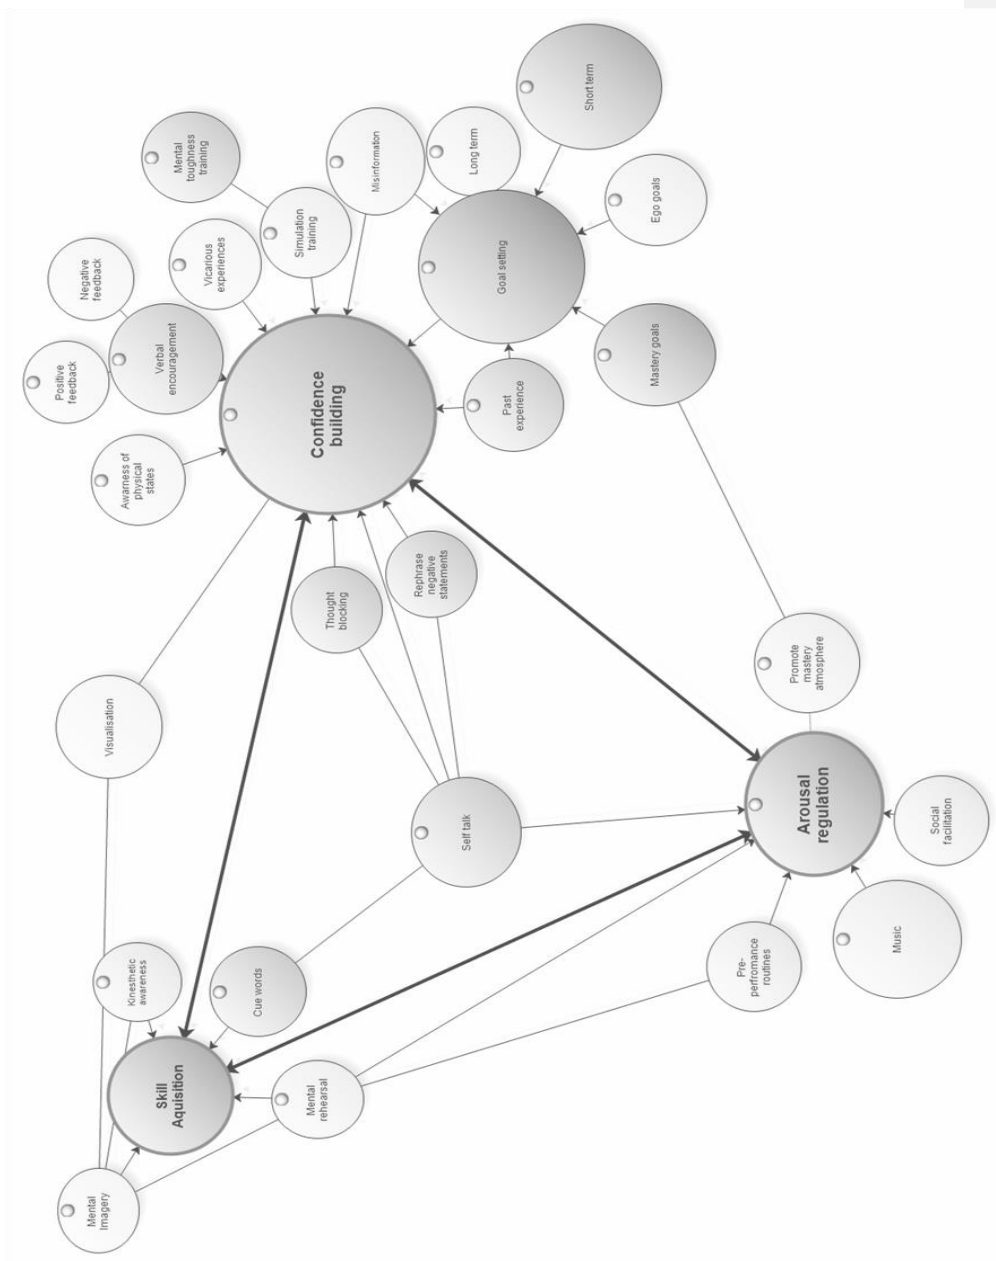 Mental
Imagery
Visualisation
Positive
feedback
Negative
feedback
Kinesthetic
awareness
Awarness of
physical
states
Verbal
encouragement
Skill
Aquisition
Vicarious
experiences
Mental
toughness
training
Cue words
Mental
rehearsal
Thought
blocking
Confidence
building
Simulation
training
Misinformation
Rephrase
negative
statements
Self talk
Long term
Past
experience
Goal setting
Short term
Mastery goals
Ego goals
Pre-
perfromance
routines
Promote
mastery
atmosphere
Arousal
regulation
Music
Social
facilitation